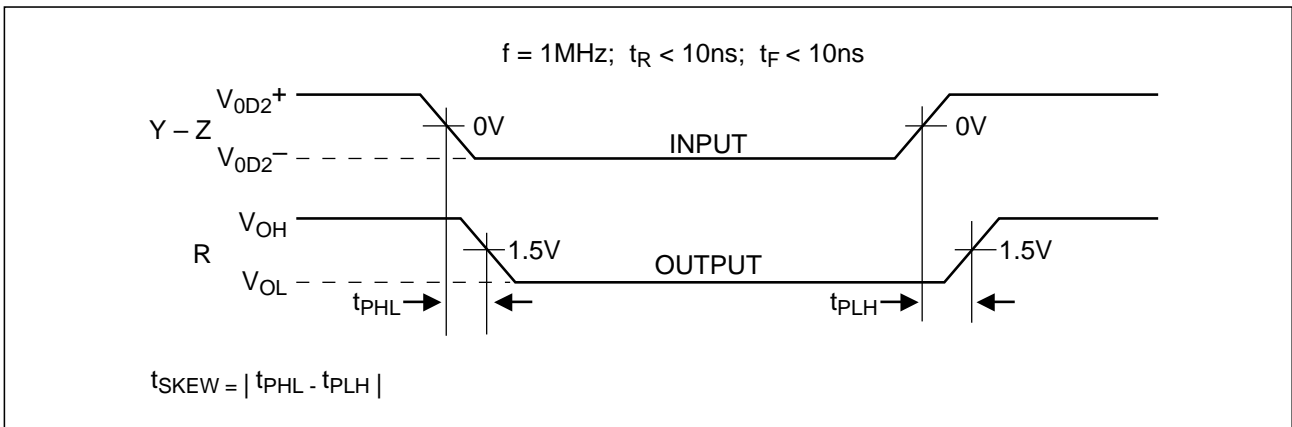 f = 1MHz; tR < 10ns; tF < 10ns
V0D2+
Y – Z
0V
0V
V0D2–
INPUT
VOH
R
1.5V
1.5V
VOL
OUTPUT
tPHL
tPLH
tSKEW = | tPHL - tPLH |